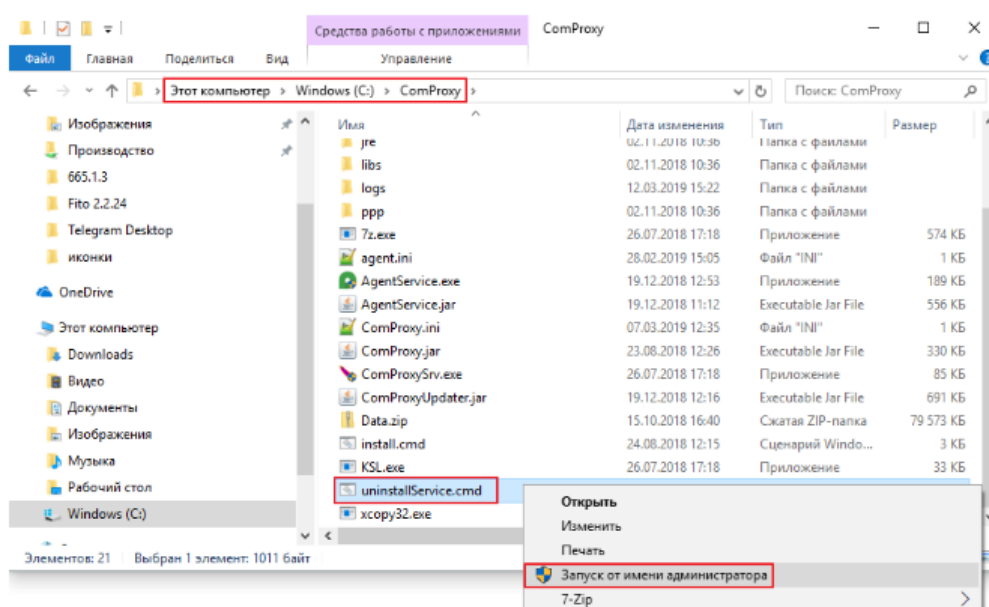 Средства работы с приложениями
ComProxy
Файл
Главная
Поделиться
Вид
Управление
Этот компьютер > Windows (C:) > ComProxy >
Поиск: ComProxy
Изображения
Производство
665.1.3
Fito 2.2.24
Telegram Desktop
иконки
OneDrive
Этот компьютер
Downloads
Видео
Документы
Изображения
Музыка
Рабочий стол
Windows (C:)
Имя Дата изменения Тип Размер
jre 02.11.2018 10:36 Папка с файлами
libs 02.11.2018 10:36 Папка с файлами
logs 12.03.2019 15:22 Папка с файлами
ppp 02.11.2018 10:36 Папка с файлами
7z.exe 26.07.2018 17:18 Приложение 574 КБ
agent.ini 28.02.2019 15:05 Файл "INI" 1 КБ
AgentService.exe 19.12.2018 12:53 Приложение 189 КБ
AgentService.jar 19.12.2018 11:12 Executable Jar File 556 КБ
ComProxy.ini 07.03.2019 12:35 Файл "INI" 1 КБ
ComProxy.jar 23.08.2018 12:26 Executable Jar File 330 КБ
ComProxySrv.exe 26.07.2018 17:18 Приложение 85 КБ
ComProxyUpdater.jar 19.12.2018 12:16 Executable Jar File 691 КБ
Data.zip 15.10.2018 16:40 Сжатая ZIP-папка 79 573 КБ
install.cmd 24.08.2018 12:15 Сценарий Windo... 3 КБ
KSL.exe 26.07.2018 17:18 Приложение 33 КБ
uninstallService.cmd
xcopy32.exe
Открыть
Изменить
Печать
Запуск от имени администратора
7-Zip
Элементов: 21 Выбран 1 элемент: 1011 байт